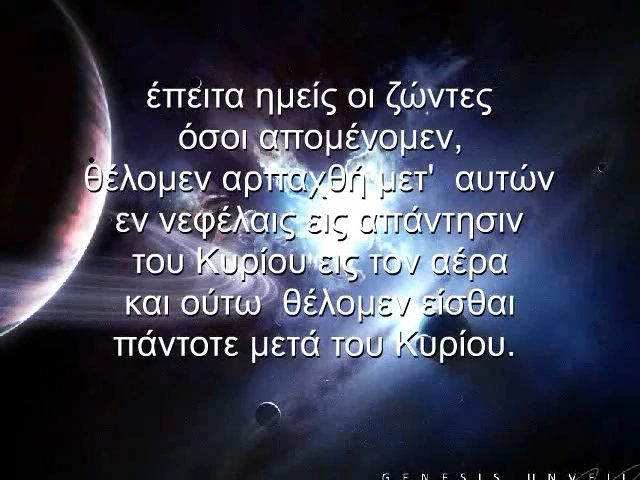 έπειτα ημείς οι ζώντες
όσοι απομένομεν,
θέλομεν αρπαχθή μετ'  αυτών
εν νεφέλαις εις απάντησιν
του Κυρίου εις τον αέρα
και ούτω  θέλομεν είσθαι
πάντοτε μετά του Κυρίου.
GENESIS